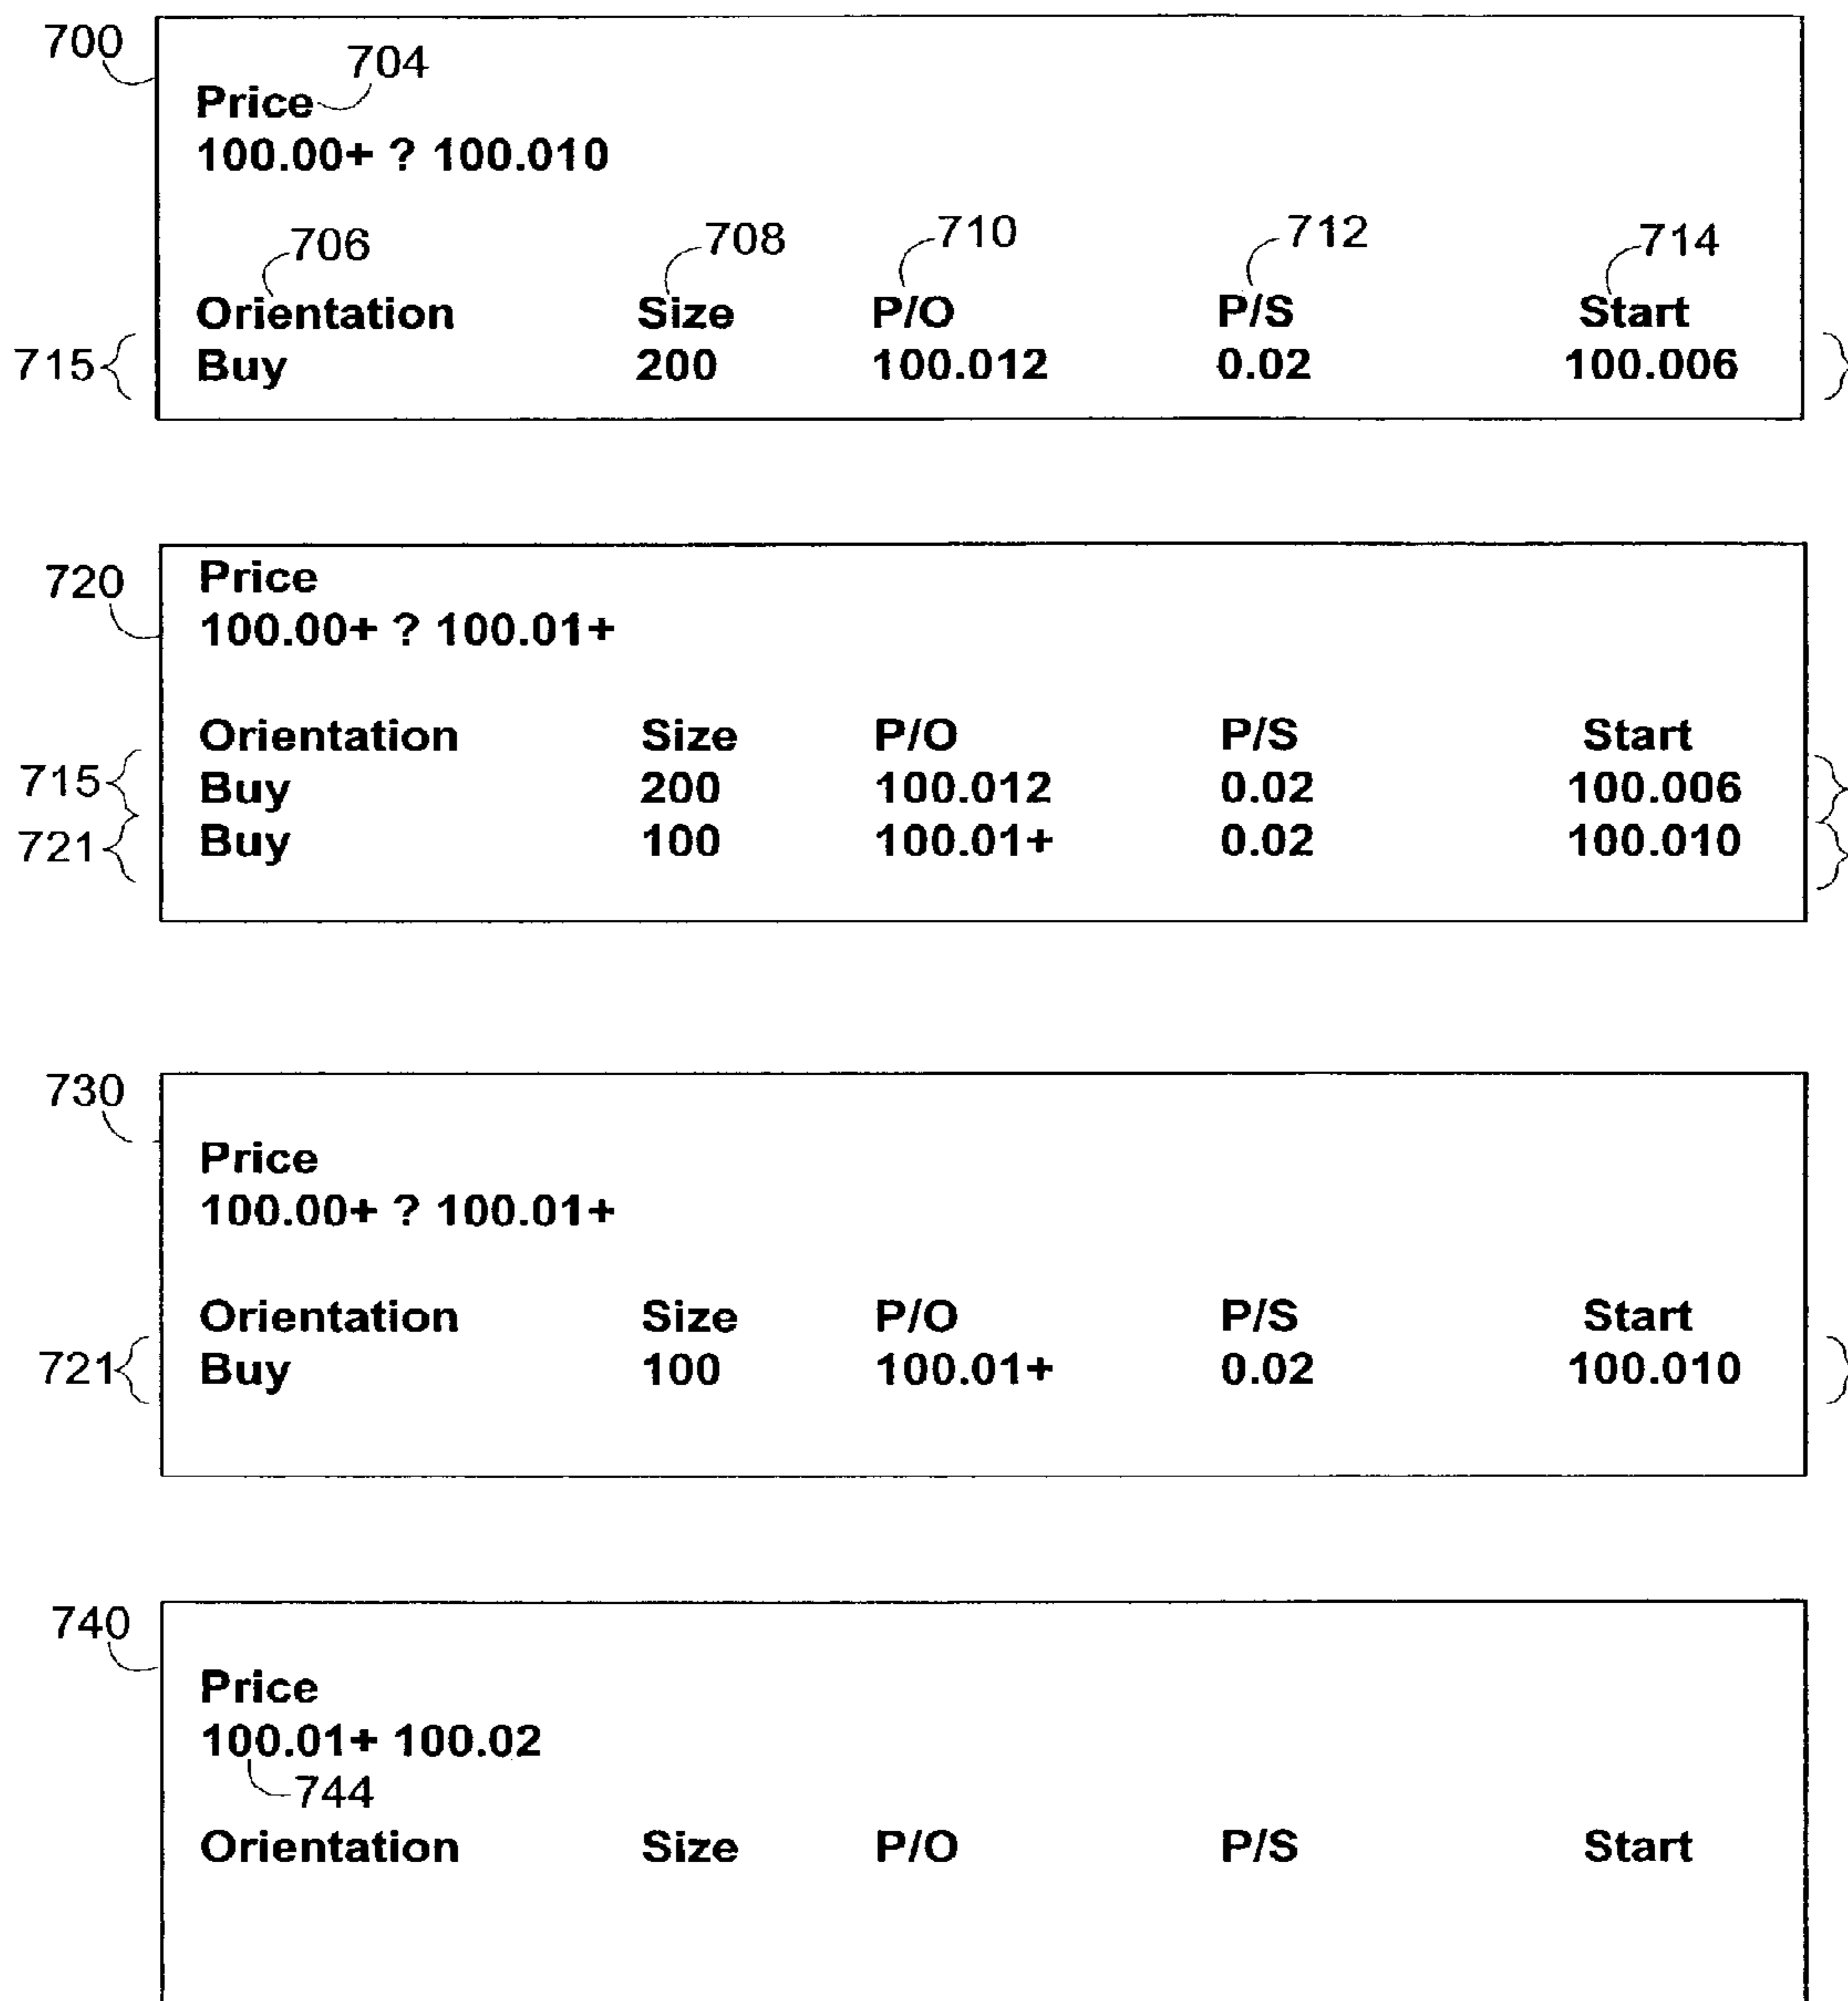 700
704
Price
100.00+ ? 100.010
706 708 710 712 714
Orientation Size P/O P/S Start
715 Buy 200 100.012 0.02 100.006
720
Price
100.00+ ? 100.01+
Orientation Size P/O P/S Start
715 Buy 200 100.012 0.02 100.006
721 Buy 100 100.01+ 0.02 100.010
730
Price
100.00+ ? 100.01+
Orientation Size P/O P/S Start
721 Buy 100 100.01+ 0.02 100.010
740
Price
100.01+ 100.02
744
Orientation Size P/O P/S Start